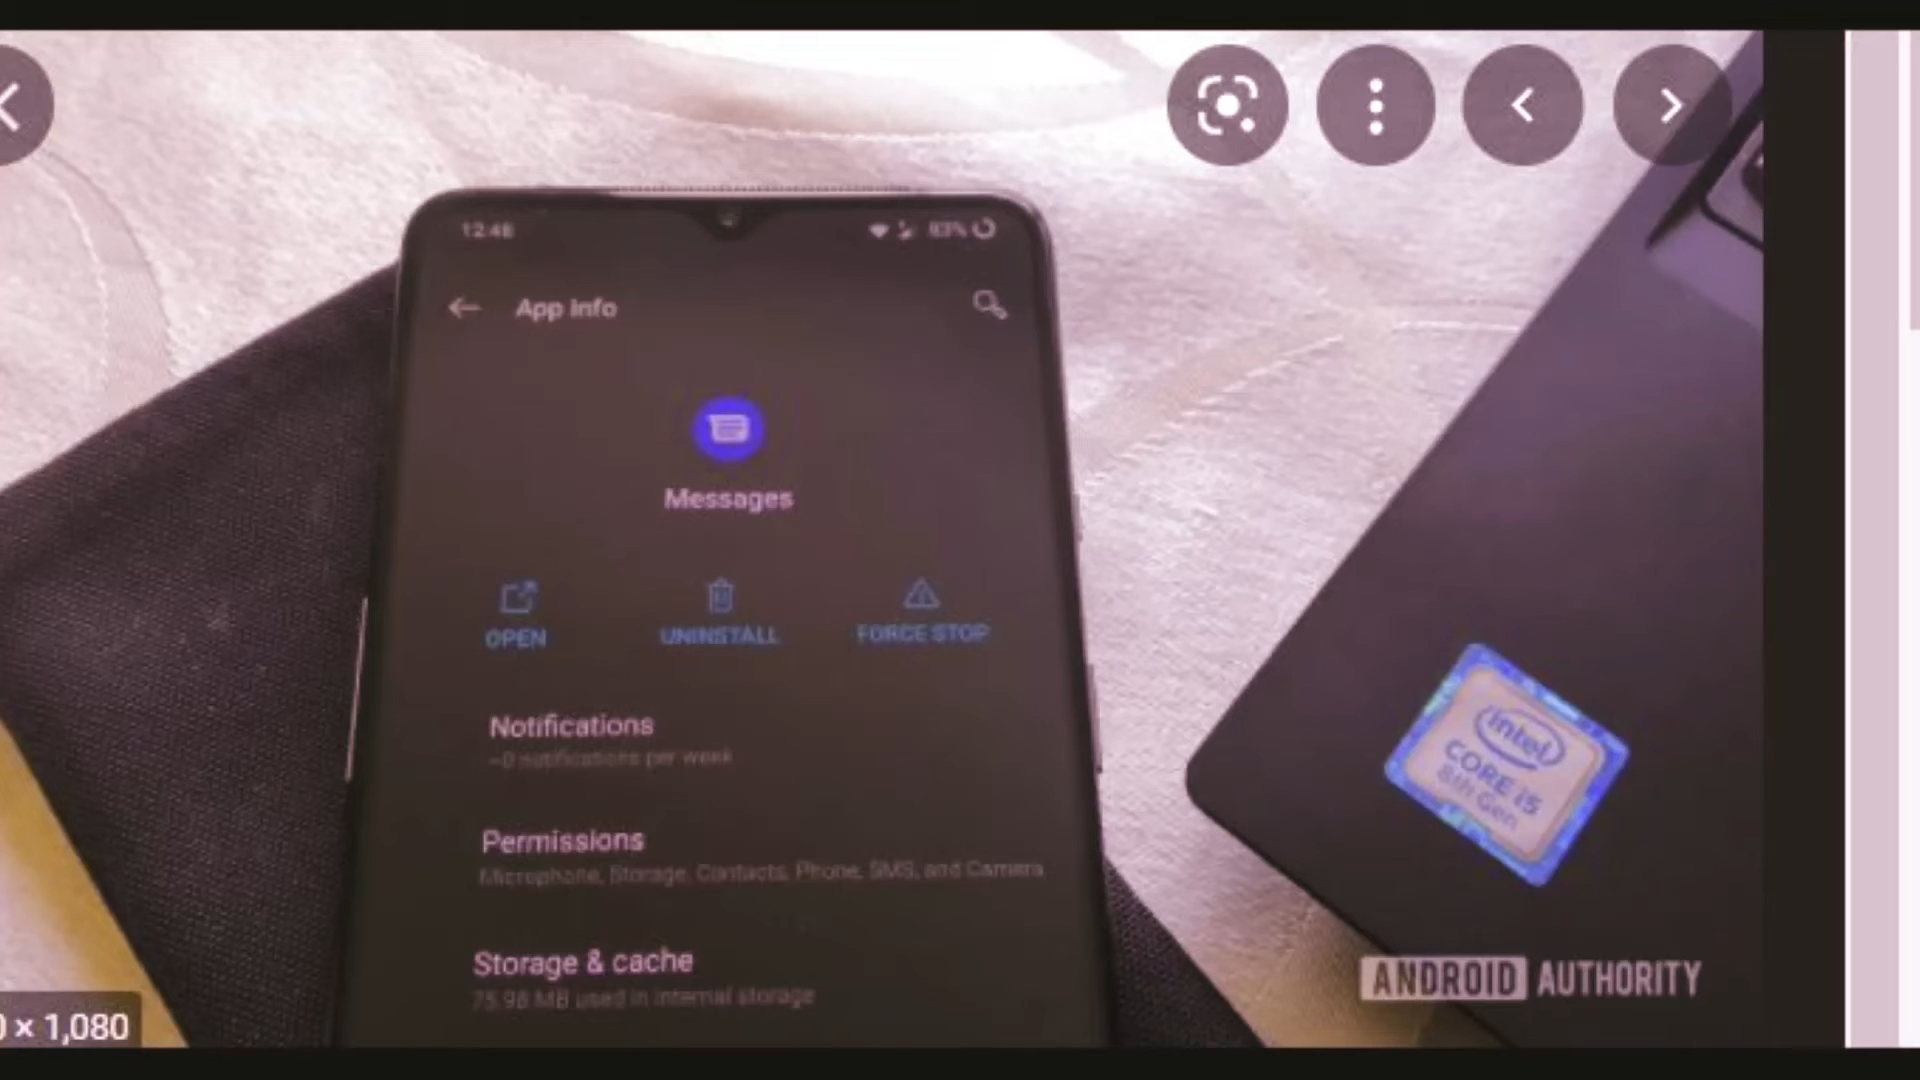 12:48
93%
App info
Messages
OPEN
UNINSTALL
FORCE STOP
Notifications
~0 notifications per week
Permissions
Microphone, Storage, Contacts, Phone, SMS, and Camera
Storage & cache
75.98 MB used in internal storage
intel
CORE i5
8th Gen
ANDROID AUTHORITY
× 1,080